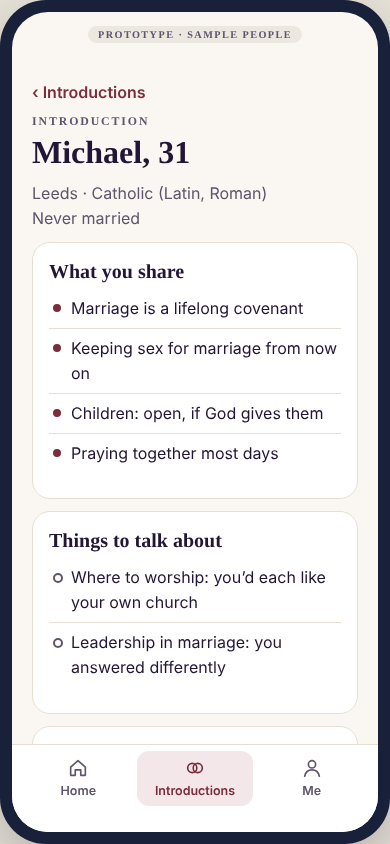 PROTOTYPE · SAMPLE PEOPLE
‹ Introductions
INTRODUCTION
Michael, 31
Leeds · Catholic (Latin, Roman)
Never married
What you share
Marriage is a lifelong covenant
Keeping sex for marriage from now
on
Children: open, if God gives them
Praying together most days
Things to talk about
Where to worship: you’d each like
your own church
Leadership in marriage: you
answered differently
Home
Introductions
Me